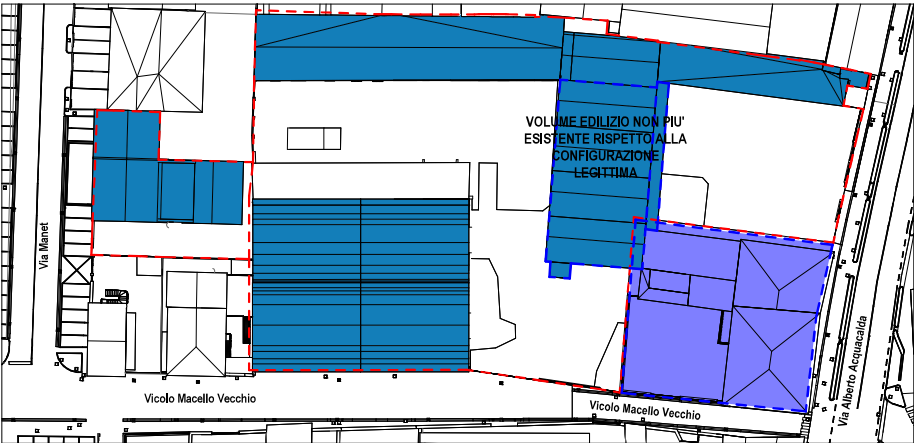 VOLUME EDILIZIO NON PIU'
ESISTENTE RISPETTO ALLA
CONFIGURAZIONE
LEGITTIMA
Via Manet
Vicolo Macello Vecchio
Vicolo Macello Vecchio
Via Alberto Acquacalda